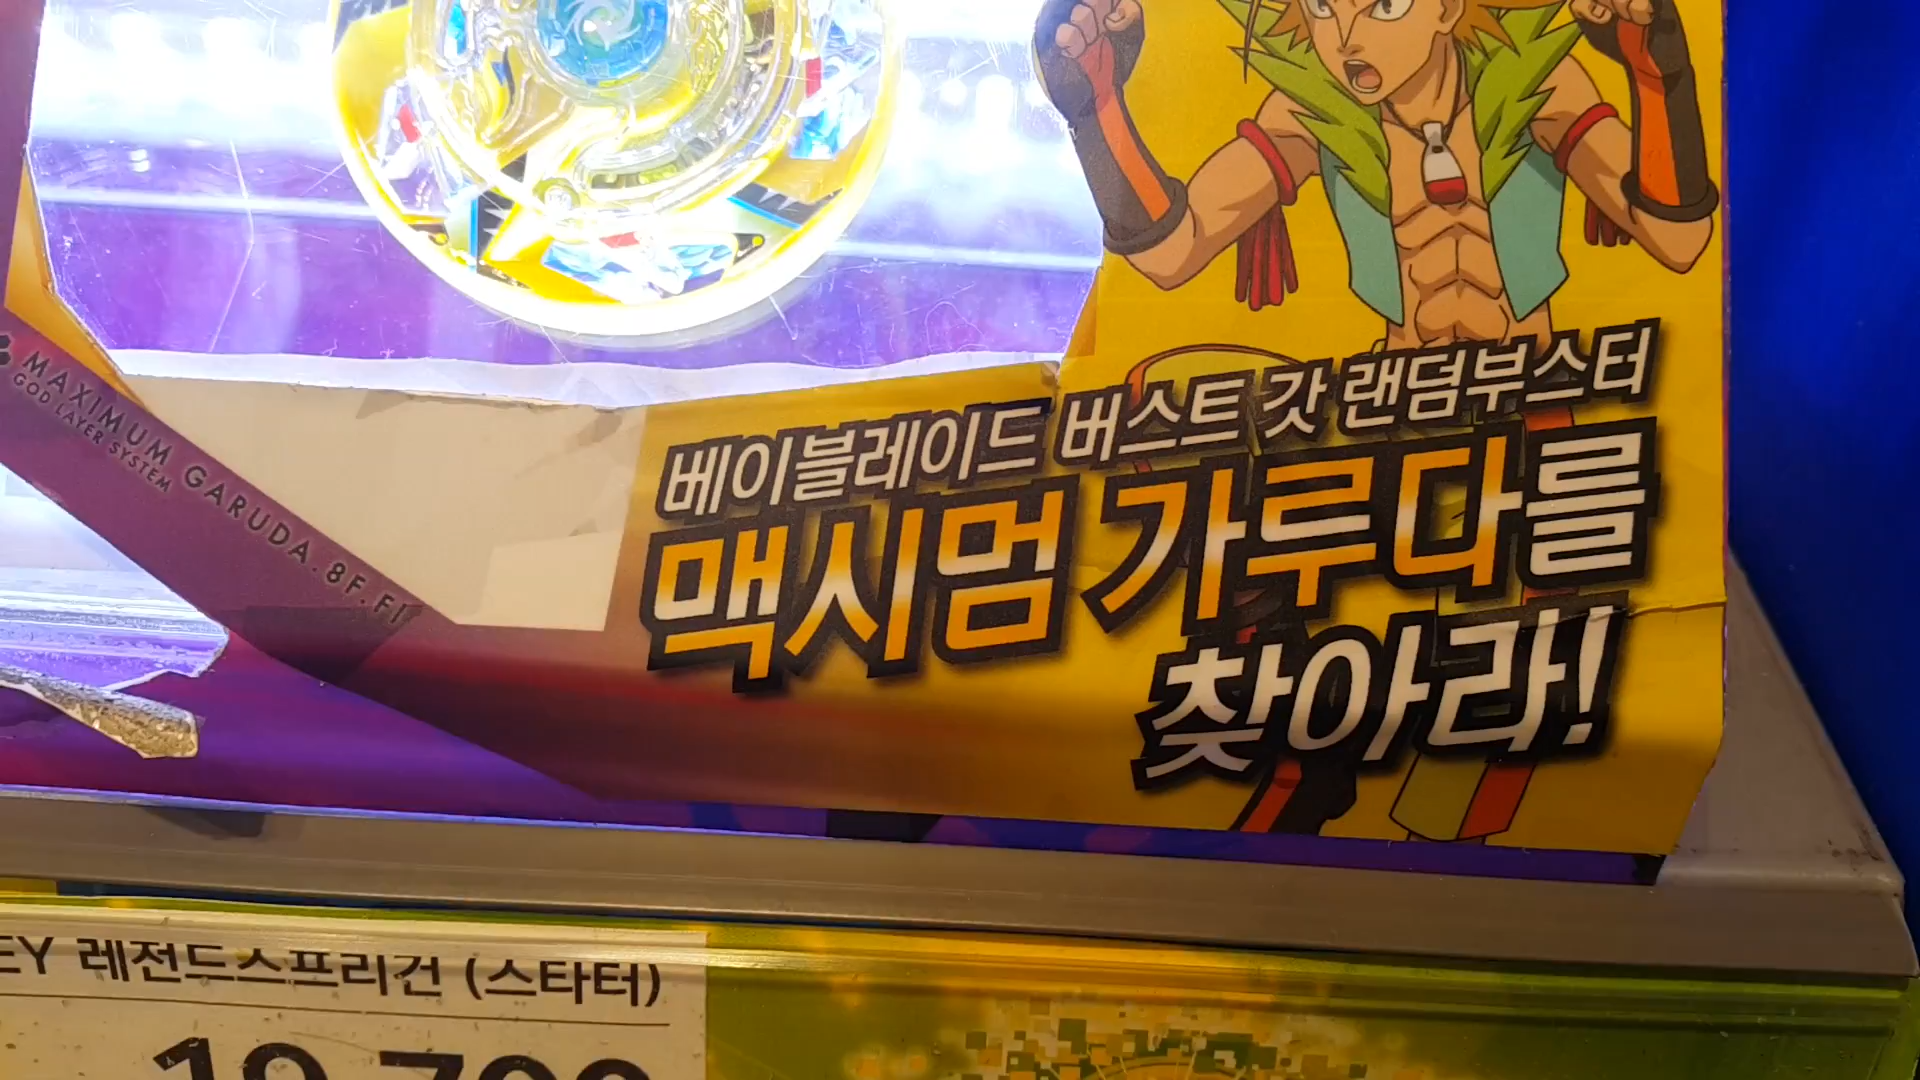 MAXIMUM GARUDA.8F.Fl
GOD LAYER SYSTEM
베이블레이드 버스트 갓 랜덤부스터
맥시멈 가루다를
찾아라!
레전드스프리건 (스타터)